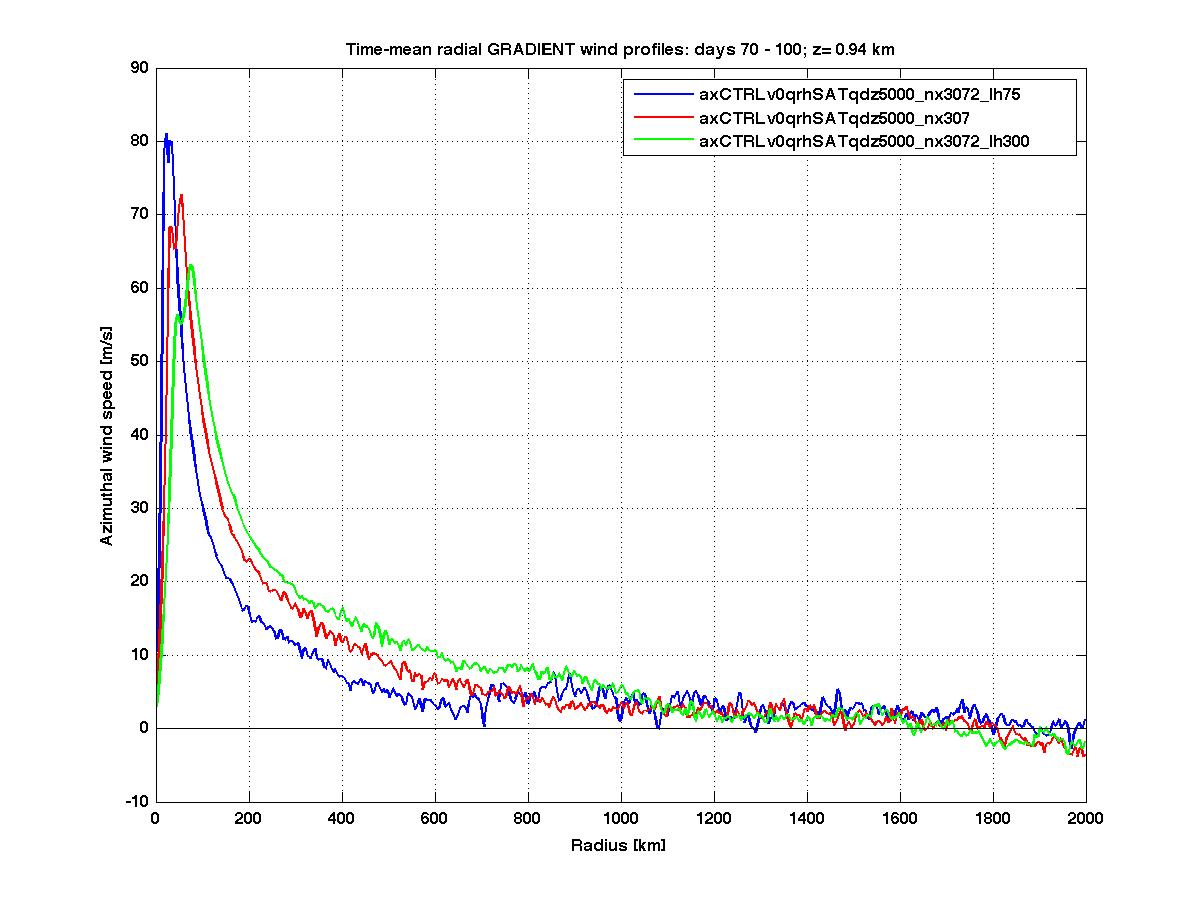 Time-mean radial GRADIENT wind profiles: days 70 - 100; z= 0.94 km
90
80
70
60
50
40
30
20
10
0
-10
Azimuthal wind speed [m/s]
axCTRLv0qrhSATqdz5000_nx3072_lh75
axCTRLv0qrhSATqdz5000_nx307
axCTRLv0qrhSATqdz5000_nx3072_lh300
0 200 400 600 800 1000 1200 1400 1600 1800 2000
Radius [km]